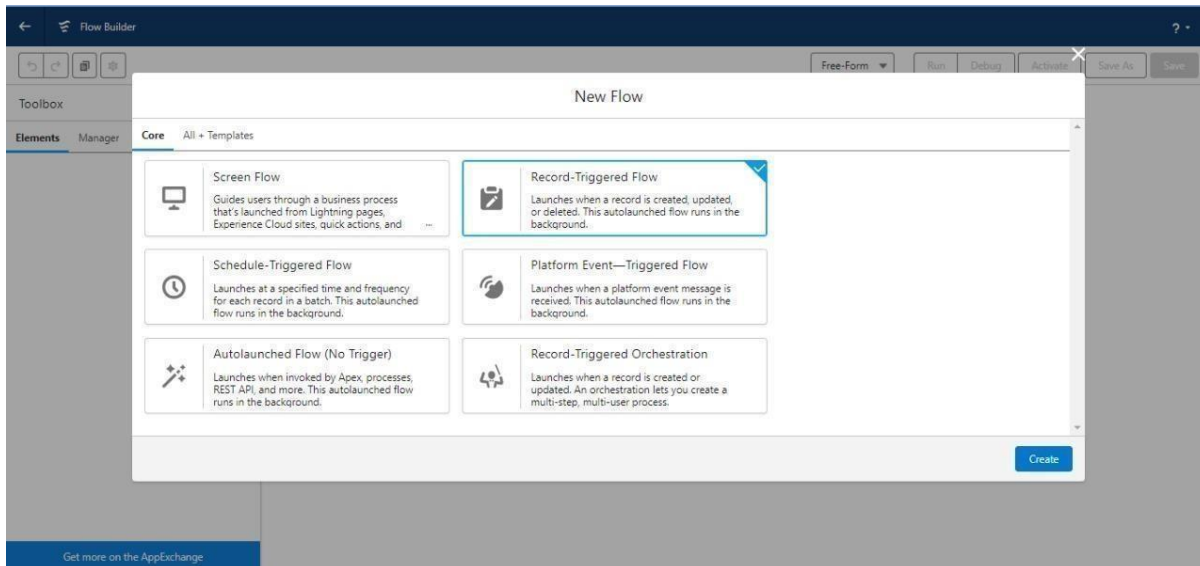 Flow Builder
?
Free-Form
Run
Debug
Activate
Save As
Save
Toolbox
Elements
Manager
New Flow
Core
All + Templates
Screen Flow
Guides users through a business process
that's launched from Lightning pages,
Experience Cloud sites, quick actions, and ...
Record-Triggered Flow
Launches when a record is created, updated,
or deleted. This autolaunched flow runs in the
background.
Schedule-Triggered Flow
Launches at a specified time and frequency
for each record in a batch. This autolaunched
flow runs in the background.
Platform Event—Triggered Flow
Launches when a platform event message is
received. This autolaunched flow runs in the
background.
Autolaunched Flow (No Trigger)
Launches when invoked by Apex, processes,
REST API, and more. This autolaunched flow
runs in the background.
Record-Triggered Orchestration
Launches when a record is created or
updated. An orchestration lets you create a
multi-step, multi-user process.
Create
Get more on the AppExchange